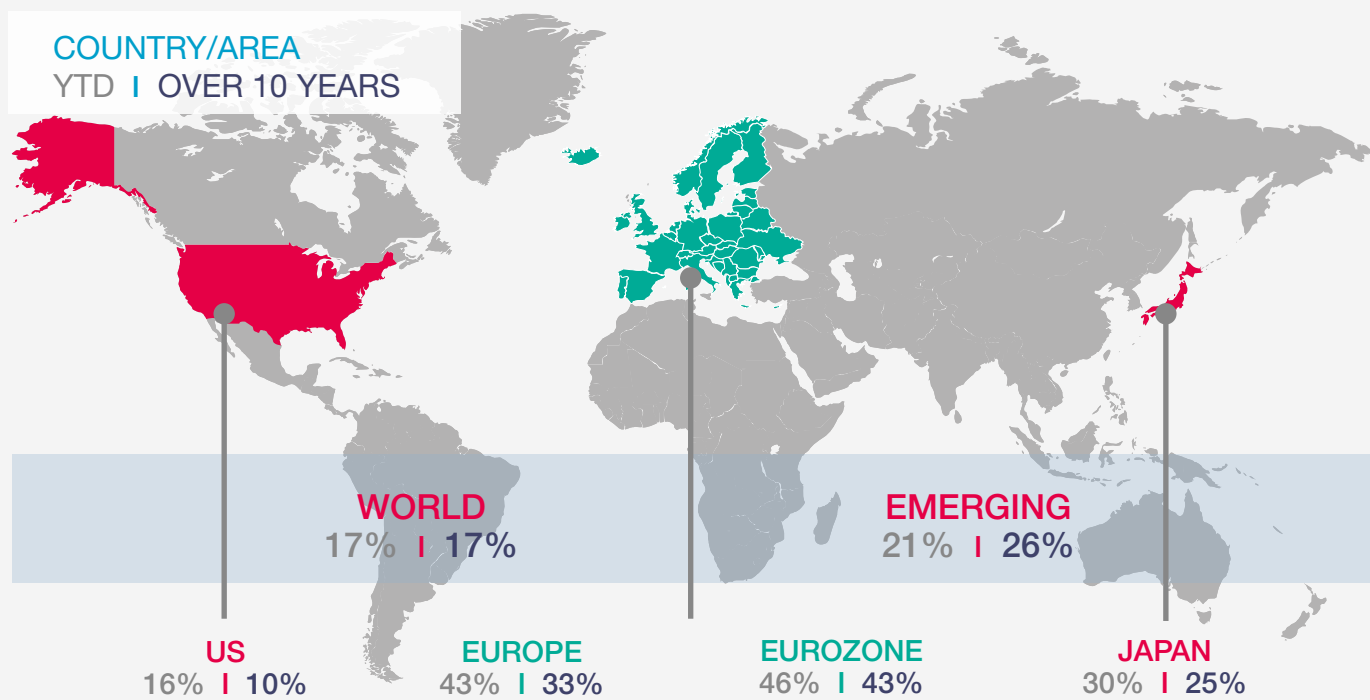 COUNTRY/AREA
YTD I OVER 10 YEARS
WORLD
17% I 17%
EMERGING
21% I 26%
US
16% I 10%
EUROPE
43% I 33%
EUROZONE
46% I 43%
JAPAN
30% I 25%